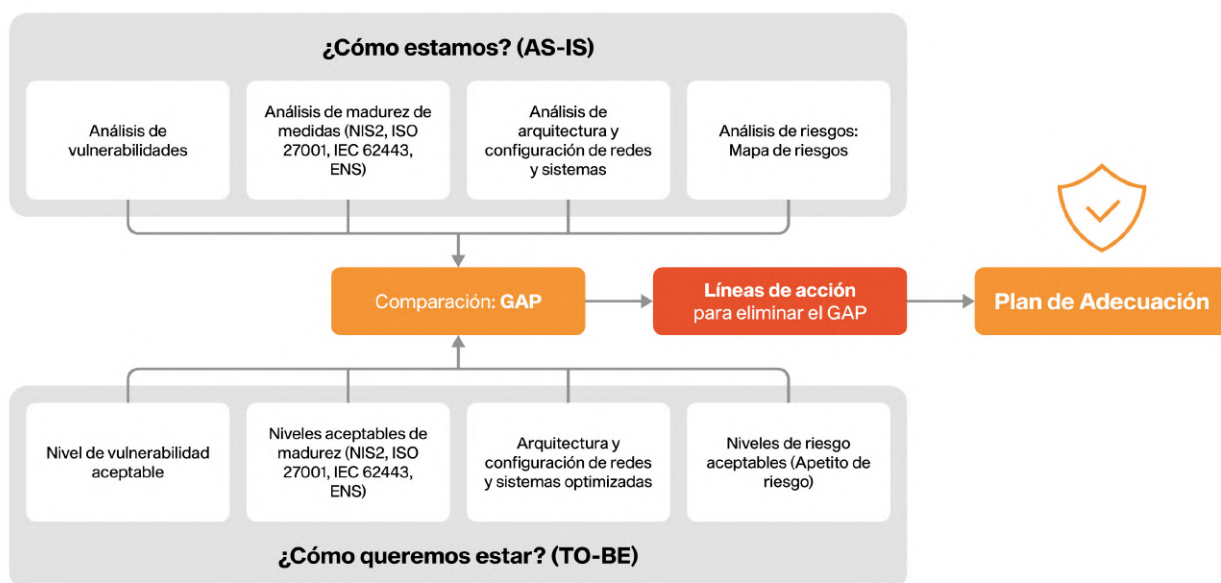 ¿Cómo estamos? (AS-IS)
Análisis de
vulnerabilidades
Análisis de madurez de
medidas (NIS2, ISO
27001, IEC 62443,
ENS)
Análisis de
arquitectura y
configuración de redes
y sistemas
Análisis de riesgos:
Mapa de riesgos
Comparación: GAP
Líneas de acción
para eliminar el GAP
Plan de Adecuación
Nivel de vulnerabilidad
aceptable
Niveles aceptables de
madurez (NIS2, ISO
27001, IEC 62443,
ENS)
Arquitectura y
configuración de redes
y sistemas optimizadas
Niveles de riesgo
aceptables (Apetito de
riesgo)
¿Cómo queremos estar? (TO-BE)